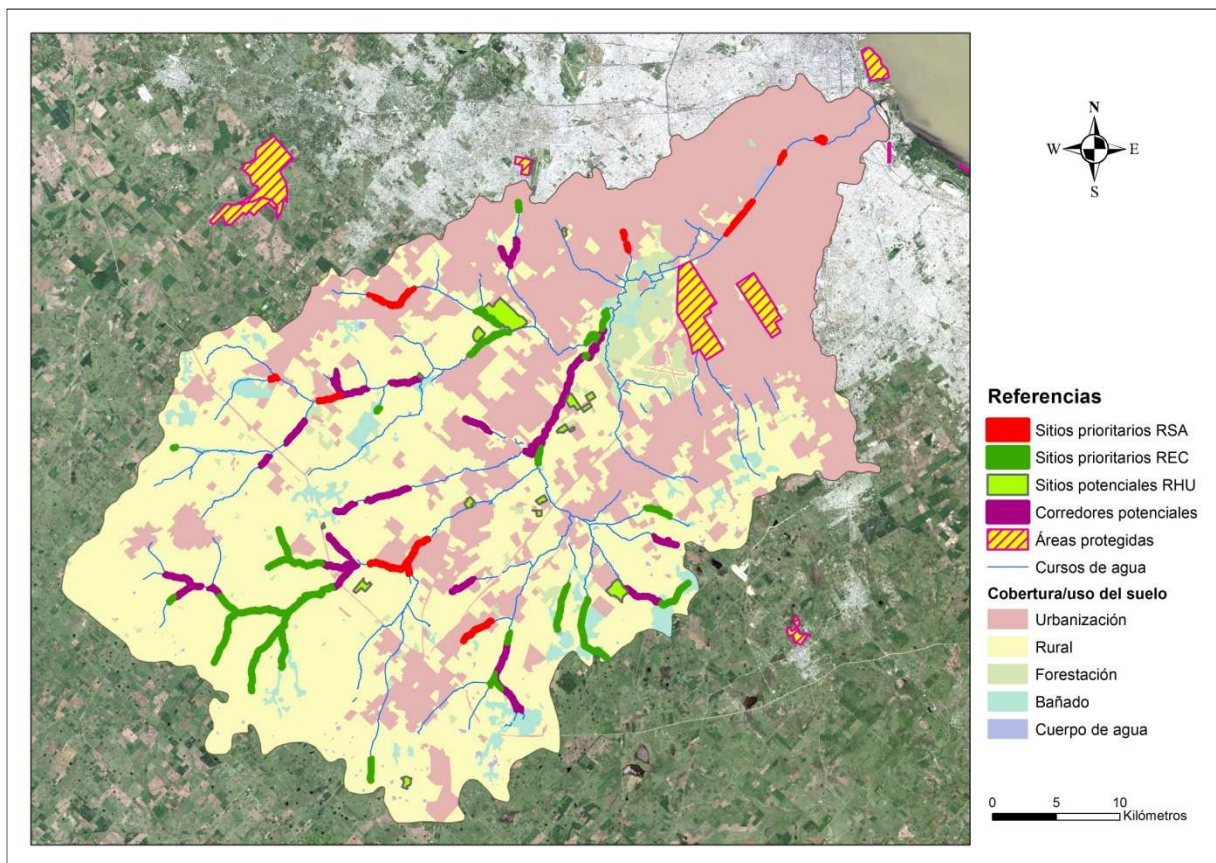 N
W E
S
Referencias
Sitios prioritarios RSA
Sitios prioritarios REC
Sitios potenciales RHU
Corredores potenciales
Áreas protegidas
Cursos de agua
Cobertura/uso del suelo
Urbanización
Rural
Forestación
Bañado
Cuerpo de agua
0 5 10
Kilómetros